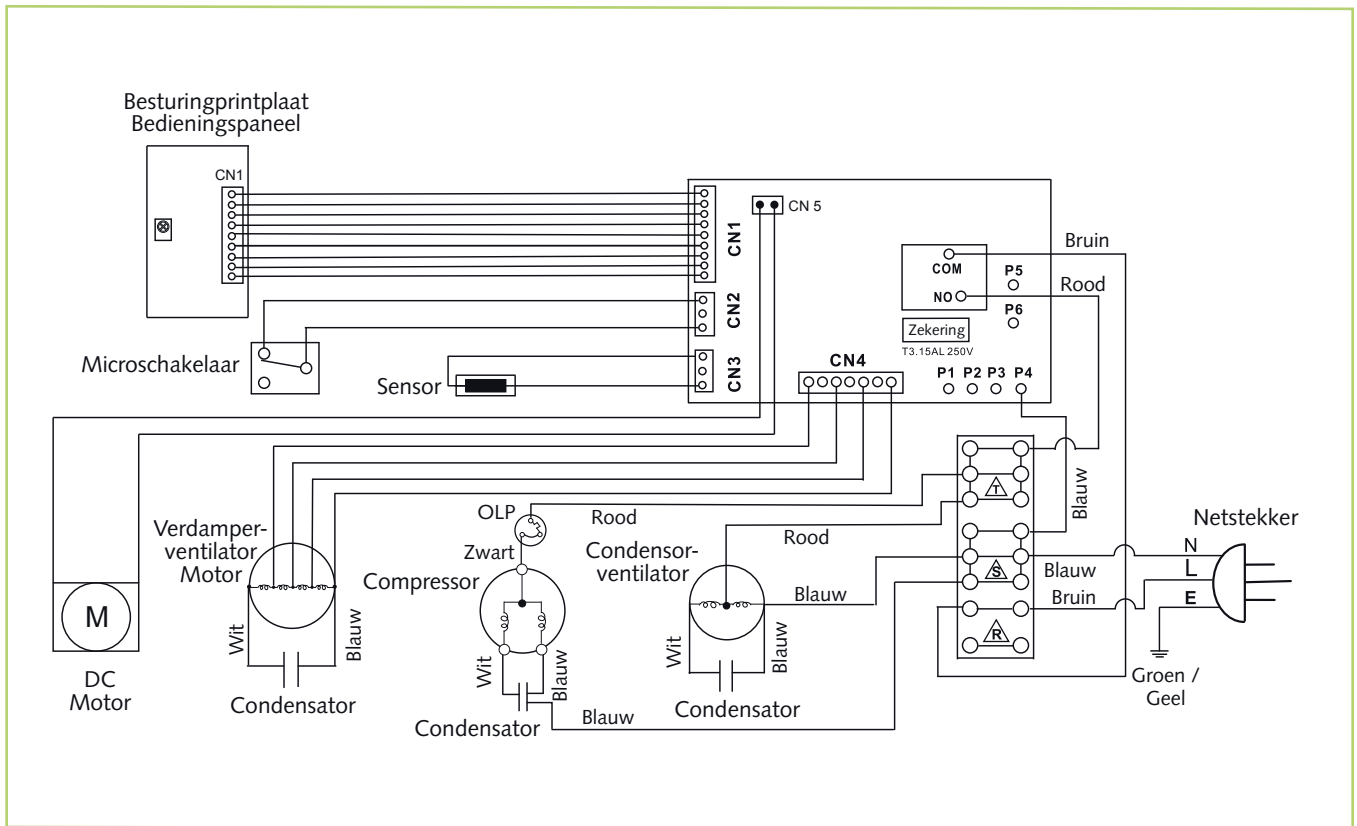 Besturingprintplaat
Bedieningspaneel
CN1
CN1
CN 5
COM
NO
P5
P6
Bruin
Rood
Zekering
T3.15AL 250V
CN2
CN3
CN4
P1 P2 P3 P4
Microschakelaar
Sensor
Verdamper-
ventilator
Motor
OLP
Rood
Zwart
Compressor
Condensor-
ventilator
Rood
Blauw
T
S
R
Blauw
Netstekker
N
L
E
Blauw
Bruin
Groen /
Geel
M
DC
Motor
Wit
Blauw
Condensator
Wit
Blauw
Condensator
Blauw
Wit
Blauw
Condensator